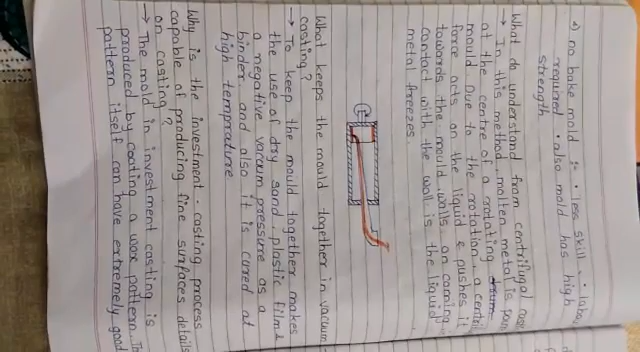 4) no bake mold is • less skill • labou
required • also mold has high
strength
What do understand from centrifugal case
→ In this method, molten metal is pour
at the centre of a rotating
mould. Due to the rotation, a centri
force acts on the liquid & pushes it
towards the mould walls, on coming
contact with the wall is the liquid
metal freezes.
What keeps the mould together in vacuum -
casting?
→ To keep the mould together makes
the use of dry sand, plastic film &
a negative vacuum pressure as a
binder and also it is cured at
high temprature
Why is the investment - casting process
capable of producing fine surfaces details
on casting?
→ The mold in investment casting is
produced by coating a wax pattern. Th
pattern itself can have extremely good